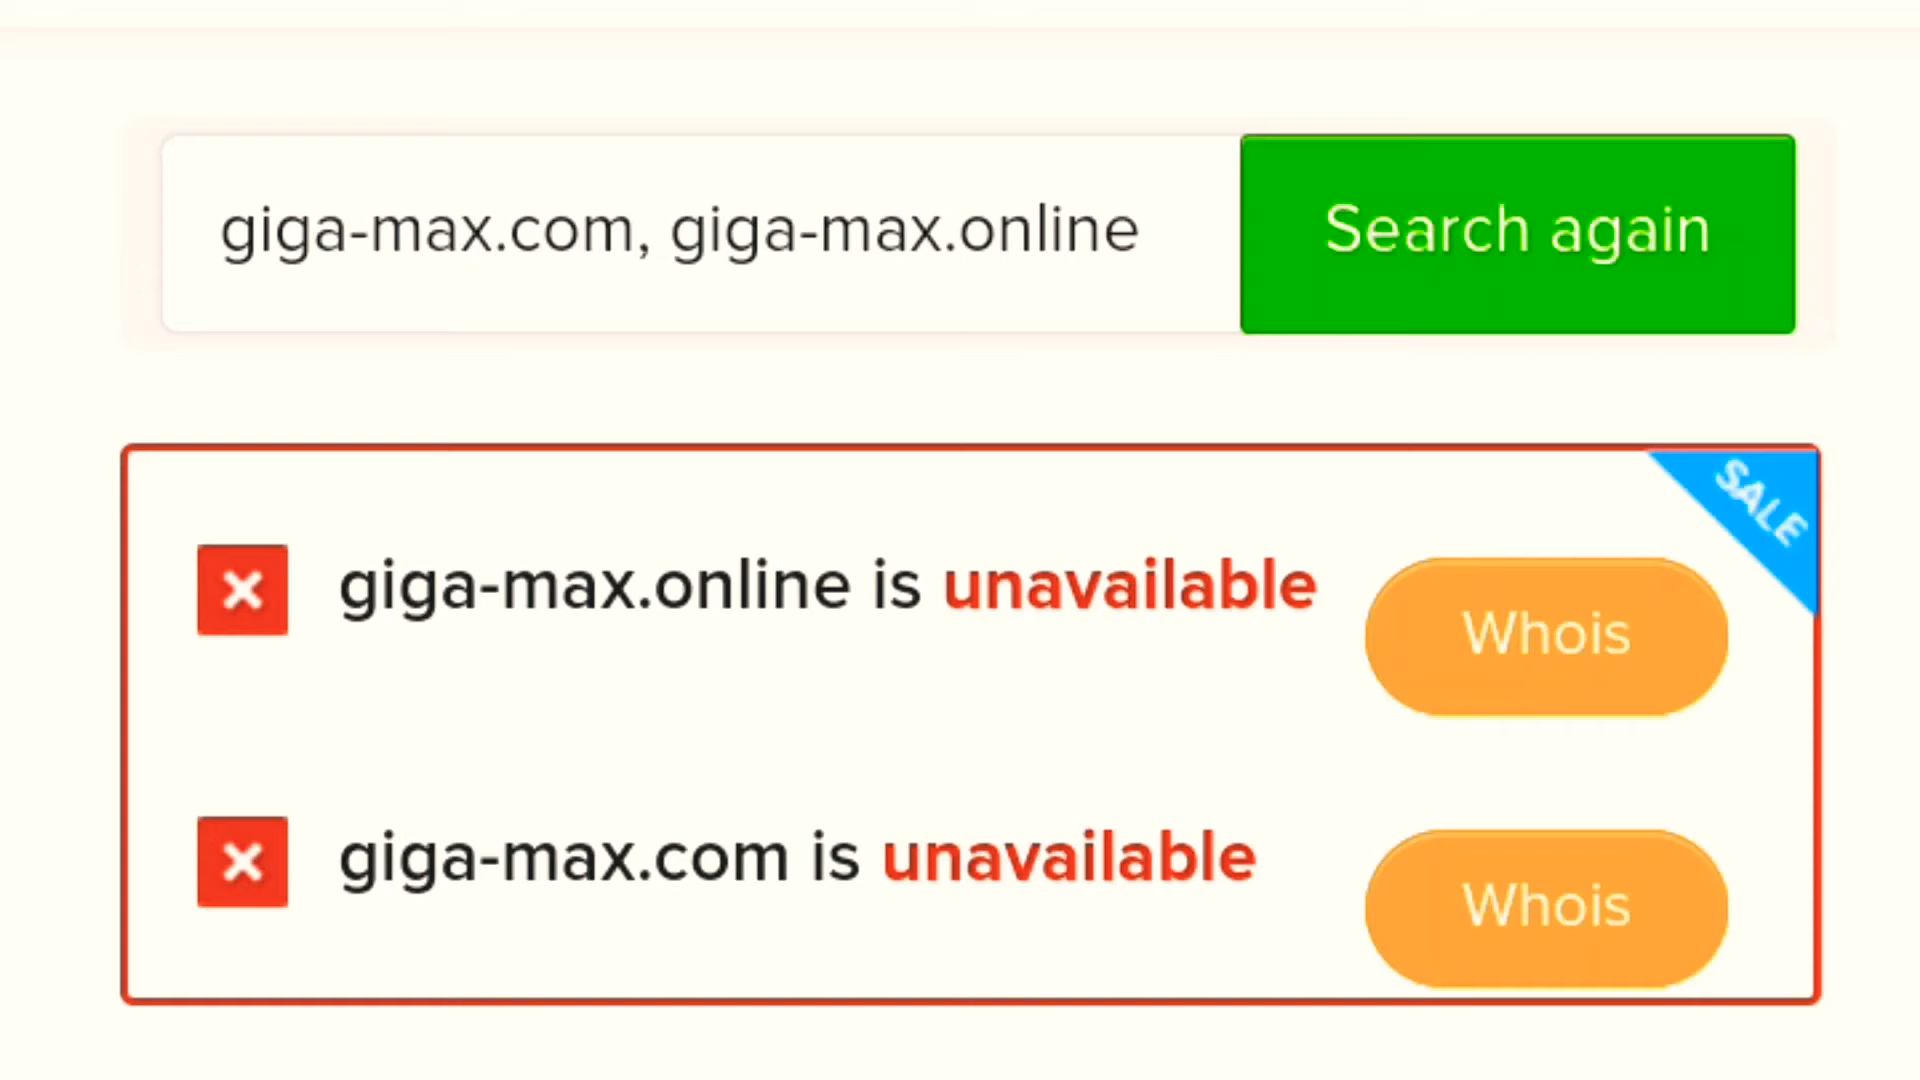 giga-max.com, giga-max.online
Search again
SALE
giga-max.online is unavailable
Whois
giga-max.com is unavailable
Whois